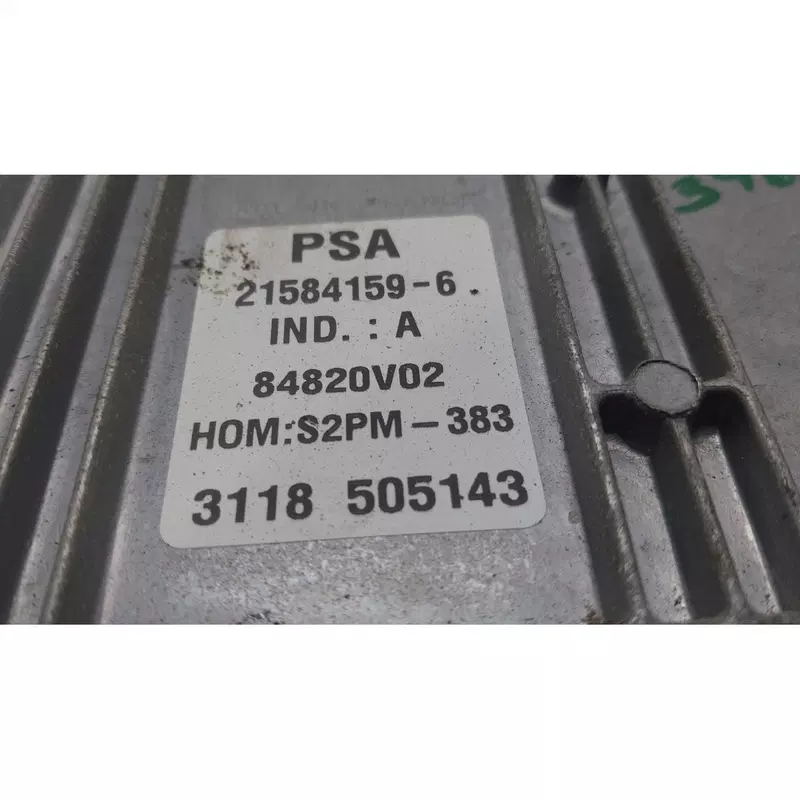 PSA
21584159-6.
IND. : A
84820V02
HOM:S2PM-383
3118 505143